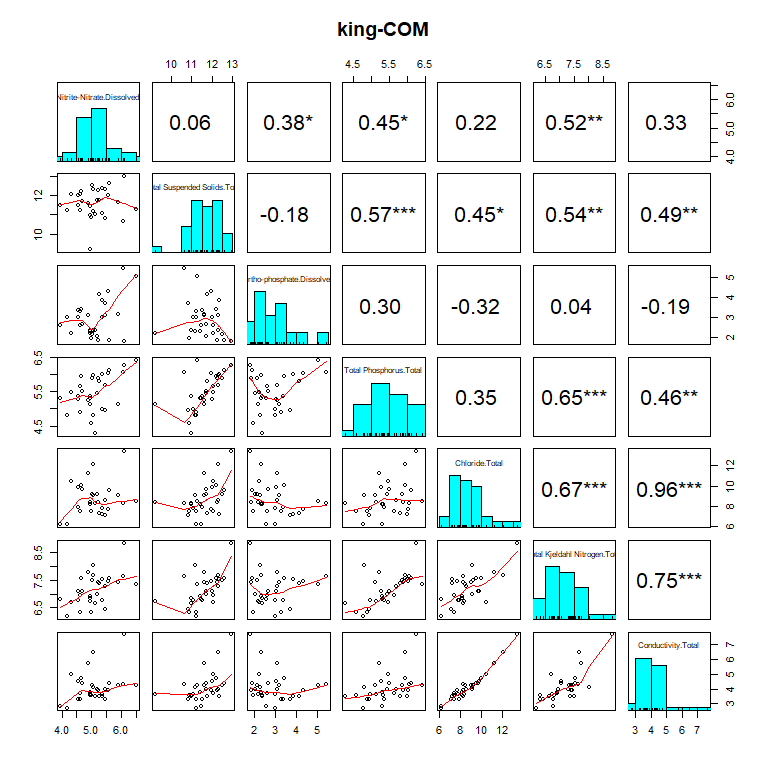 king-COM
10 11 12 13 4.5 5.5 6.5 6.5 7.5 8.5
Nitrite-Nitrate.Dissolved
0.06 0.38* 0.45* 0.22 0.52** 0.33
4.0 5.0 6.0
10 12
tal Suspended Solids.To
-0.18 0.57*** 0.45* 0.54** 0.49**
rtho-phosphate.Dissolve
0.30 -0.32 0.04 -0.19
2 3 4 5
4.5 5.5 6.5
Total Phosphorus.Total
0.35 0.65*** 0.46**
Chloride.Total
0.67*** 0.96***
6 8 10 12
6.5 7.5 8.5
tal Kjeldahl Nitrogen.To
0.75***
Conductivity.Total
3 4 5 6 7
4.0 5.0 6.0 2 3 4 5 6 8 10 12 3 4 5 6 7